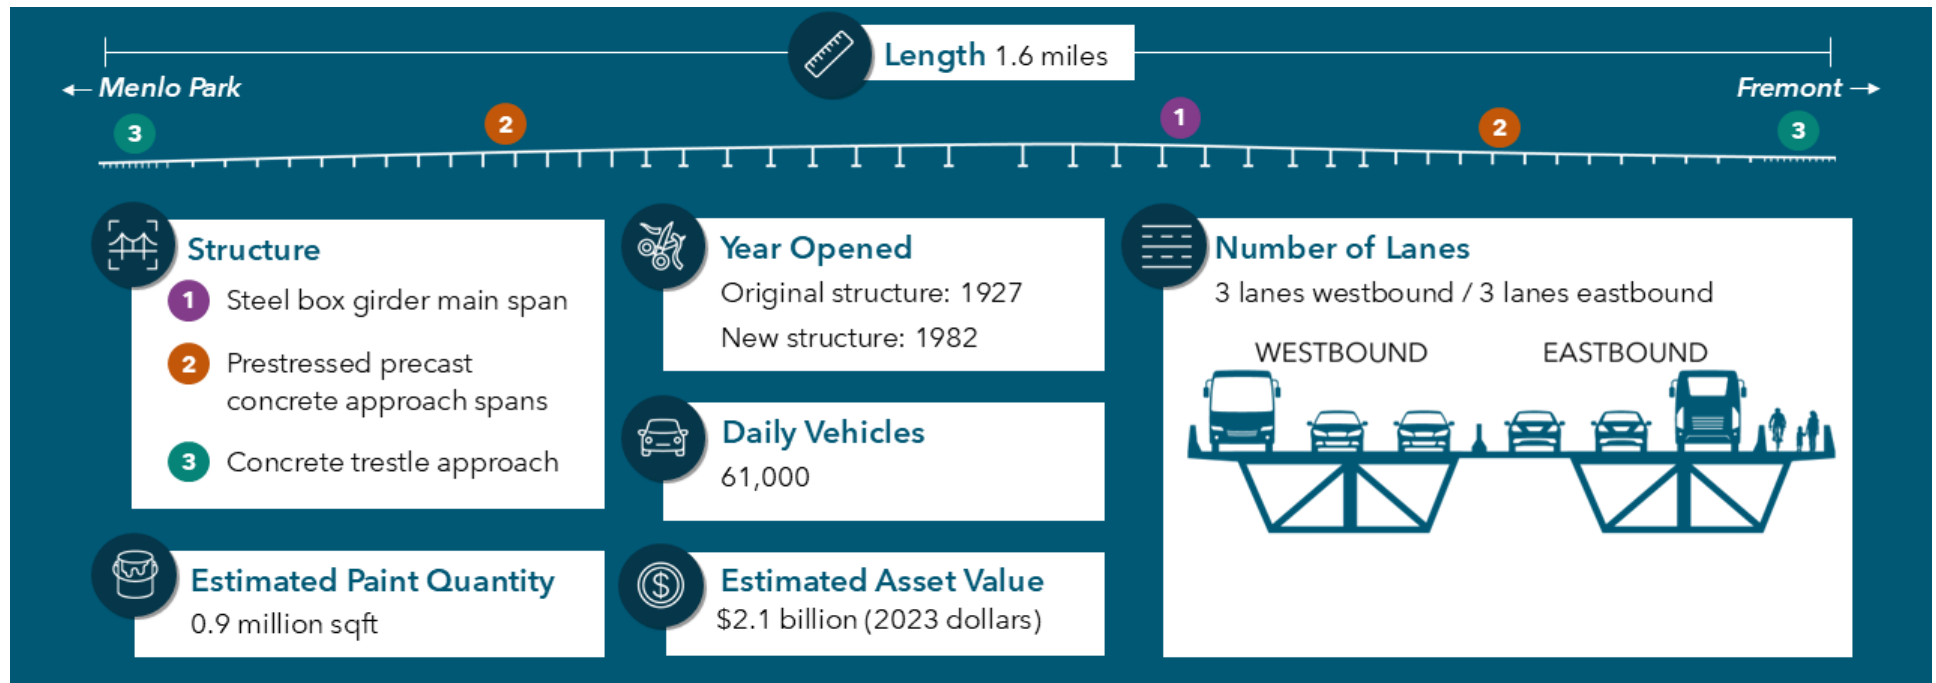 Length 1.6 miles
← Menlo Park
Fremont →
3
2
1
2
3
Structure
1 Steel box girder main span
2 Prestressed precast
concrete approach spans
3 Concrete trestle approach
Year Opened
Original structure: 1927
New structure: 1982
Number of Lanes
3 lanes westbound / 3 lanes eastbound
WESTBOUND EASTBOUND
Daily Vehicles
61,000
Estimated Paint Quantity
0.9 million sqft
Estimated Asset Value
$2.1 billion (2023 dollars)